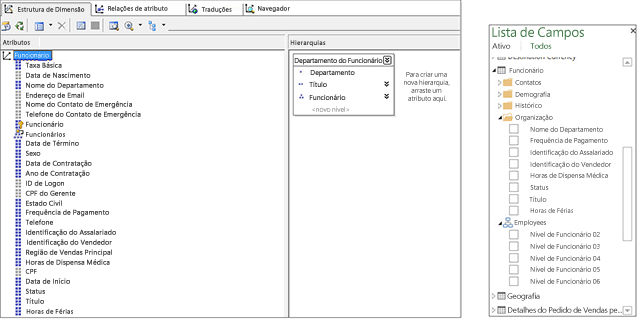 Estrutura de Dimensão
Relações de atributo
Traduções
Navegador
Atributos
Funcionário
Taxa Básica
Data de Nascimento
Nome do Departamento
Endereço de Email
Nome do Contato de Emergência
Telefone do Contato de Emergência
Funcionário
Funcionários
Data de Término
Sexo
Data de Contratação
Ano de Contratação
ID de Logon
CPF do Gerente
Estado Civil
Frequência de Pagamento
Telefone
Identificação do Assalariado
Identificação do Vendedor
Região de Vendas Principal
Horas de Dispensa Médica
CPF
Data de Início
Status
Título
Horas de Férias
Hierarquias
Departamento do Funcionário
Departamento
Título
Funcionário
<novo nível>
Para criar uma
nova hierarquia,
arraste um
atributo aqui.
Lista de Campos
Ativo
Todos
Destination Currency
Funcionário
Contatos
Demografia
Histórico
Organização
Nome do Departamento
Frequência de Pagamento
Identificação do Assalariado
Identificação do Vendedor
Horas de Dispensa Médica
Status
Título
Horas de Férias
Employees
Nível de Funcionário 02
Nível de Funcionário 03
Nível de Funcionário 04
Nível de Funcionário 05
Nível de Funcionário 06
Geografia
Detalhes do Pedido de Vendas pe...